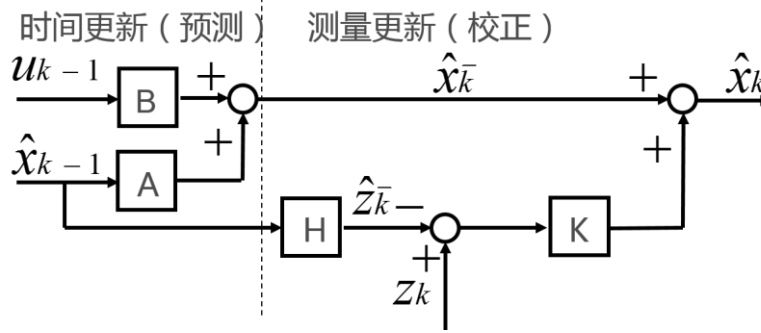 时间更新（预测） 测量更新（校正）
u_{k−1} B + x̂_k̄ + x̂_k
x̂_{k−1} A + +
H ẑ_k̄ − K
+
z_k